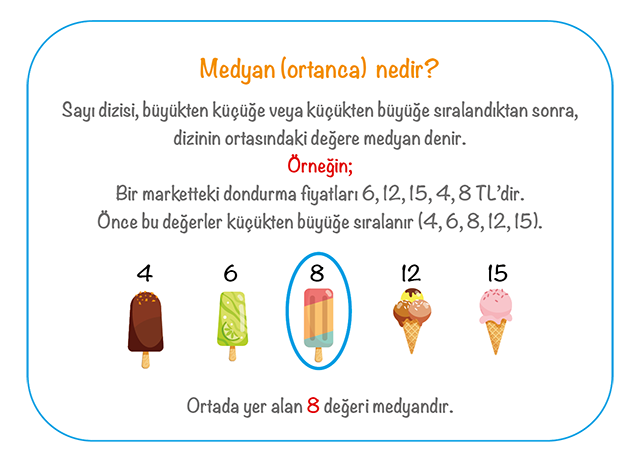 Medyan (ortanca) nedir?
Sayı dizisi, büyükten küçüğe veya küçükten büyüğe sıralandıktan sonra,
dizinin ortasındaki değere medyan denir.
Örneğin;
Bir marketteki dondurma fiyatları 6, 12, 15, 4, 8 TL'dir.
Önce bu değerler küçükten büyüğe sıralanır (4, 6, 8, 12, 15).
4 6 8 12 15
Ortada yer alan 8 değeri medyandır.